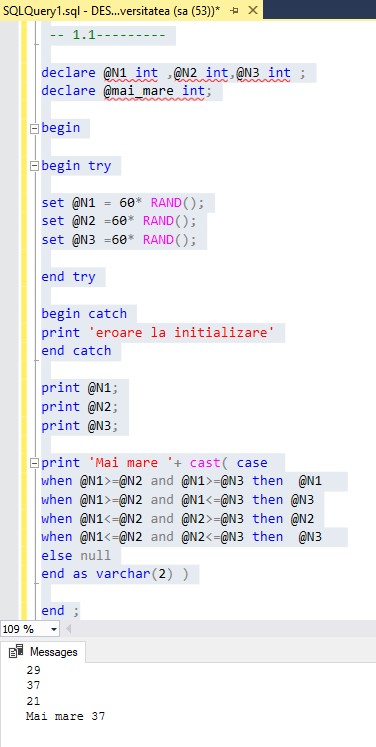 SQLQuery1.sql - DES...versitatea (sa (53))*
-- 1.1---------
declare @N1 int ,@N2 int,@N3 int ;
declare @mai_mare int;
begin
begin try
set @N1 = 60* RAND();
set @N2 =60* RAND();
set @N3 =60* RAND();
end try
begin catch
print 'eroare la initializare'
end catch
print @N1;
print @N2;
print @N3;
print 'Mai mare '+ cast( case
when @N1>=@N2 and @N1>=@N3 then  @N1
when @N1>=@N2 and @N1<=@N3 then @N3
when @N1<=@N2 and @N2>=@N3 then @N2
when @N1<=@N2 and @N2<=@N3 then  @N3
else null
end as varchar(2) )
end ;
109 %
Messages
29
37
21
Mai mare 37